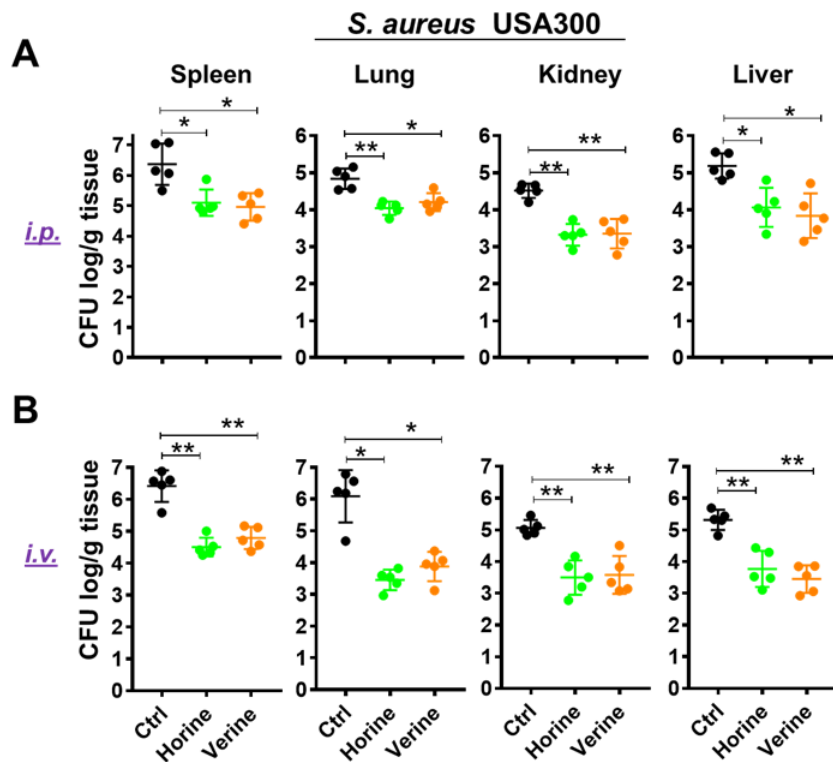 S. aureus USA300
A
Spleen Lung Kidney Liver
i.p.
CFU log/g tissue
* * ** * ** ** * *
7 6 5 4 3 2 1 0
6 5 4 3 2 1 0
6 5 4 3 2 1 0
6 5 4 3 2 1 0
B
i.v.
CFU log/g tissue
** ** * * ** ** ** **
7 6 5 4 3 2 1 0
7 6 5 4 3 2 1 0
7 6 5 4 3 2 1 0
7 6 5 4 3 2 1 0
Ctrl Horine Verine
Ctrl Horine Verine
Ctrl Horine Verine
Ctrl Horine Verine